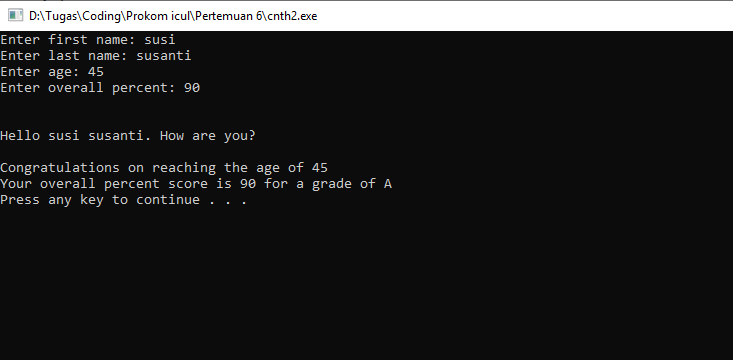 D:\Tugas\Coding\Prokom icul\Pertemuan 6\cnth2.exe
Enter first name: susi
Enter last name: susanti
Enter age: 45
Enter overall percent: 90
Hello susi susanti. How are you?
Congratulations on reaching the age of 45
Your overall percent score is 90 for a grade of A
Press any key to continue . . .